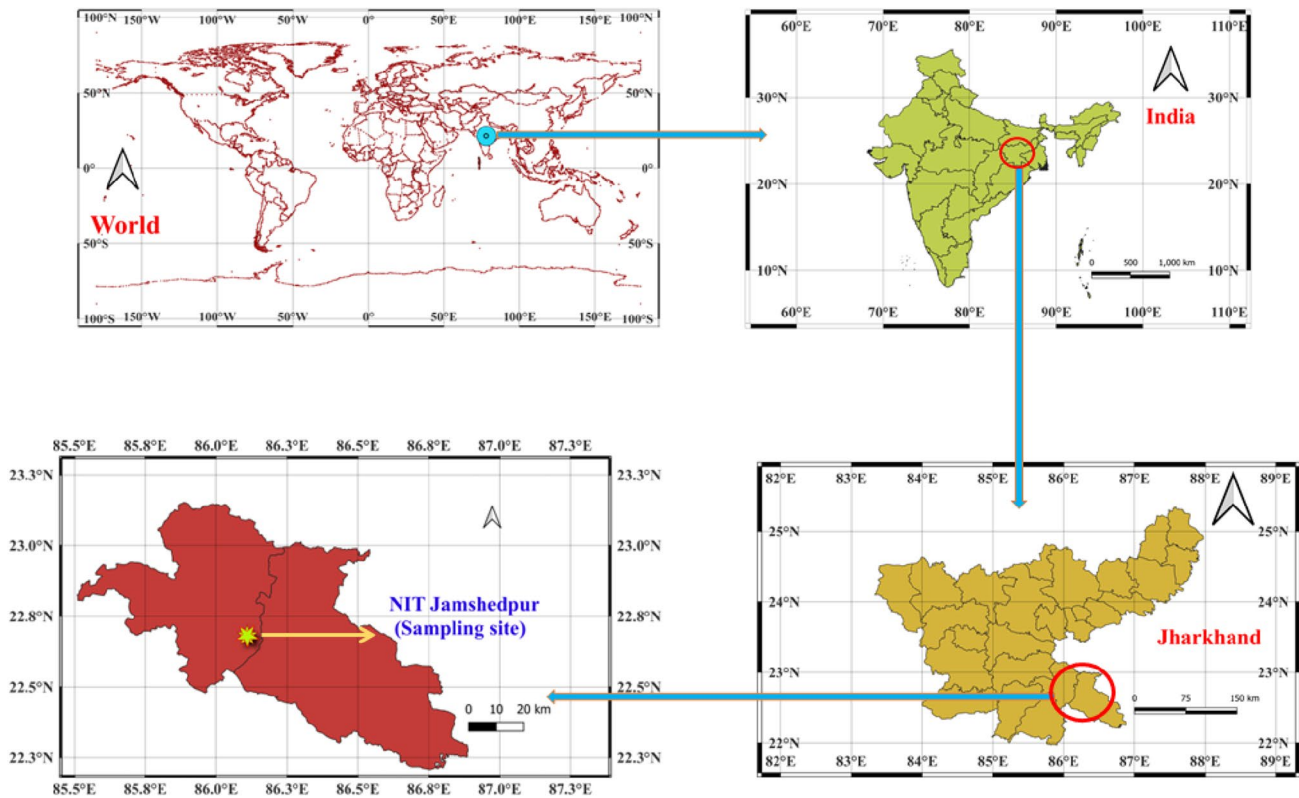 150°W 100°W 50°W 0° 50°E 100°E 150°E
100°N 100°N
50°N 50°N
0° 0°
World
50°S 50°S
100°S 100°S
150°W 100°W 50°W 0° 50°E 100°E 150°E
60°E 70°E 80°E 90°E 100°E 110°E
30°N 30°N
India
20°N 20°N
0 500 1,000 km
10°N 10°N
60°E 70°E 80°E 90°E 100°E 110°E
85.5°E 85.8°E 86.0°E 86.3°E 86.5°E 86.8°E 87.0°E 87.3°E
23.3°N 23.3°N
23.0°N 23.0°N
NIT Jamshedpur
(Sampling site)
22.8°N 22.8°N
22.5°N 22.5°N
0 10 20 km
22.3°N 22.3°N
85.5°E 85.8°E 86.0°E 86.3°E 86.5°E 86.8°E 87.0°E 87.3°E
82°E 83°E 84°E 85°E 86°E 87°E 88°E 89°E
25°N 25°N
24°N 24°N
Jharkhand
23°N 23°N
0 75 150 km
22°N 22°N
82°E 83°E 84°E 85°E 86°E 87°E 88°E 89°E